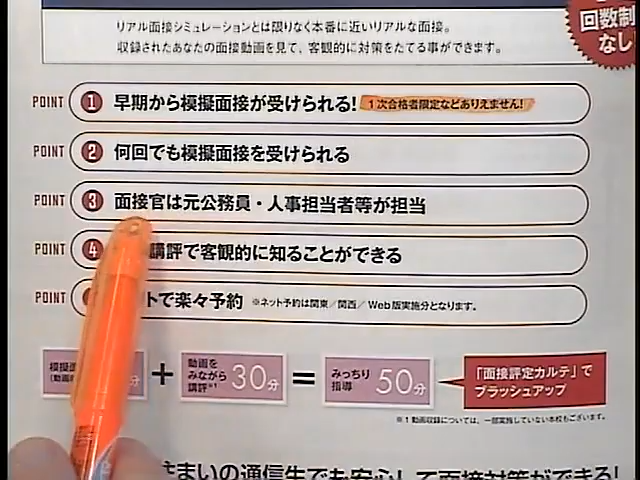 リアル面接シミュレーションとは限りなく本番に近いリアルな面接。
収録されたあなたの面接動画を見て、客観的に対策をたてる事ができます。
回数制
なし
POINT 1 早期から模擬面接が受けられる! 1次合格者限定などありえません!
POINT 2 何回でも模擬面接を受けられる
POINT 3 面接官は元公務員・人事担当者等が担当
POINT 4 講評で客観的に知ることができる
POINT トで楽々予約 ※ネット予約は関東／関西／Web版実施分となります。
模擬面 分 + 動画をみながら講評※1 30分 = みっちり指導 50分
「面接評定カルテ」で
ブラッシュアップ
※1 動画収録については、一部実施していない本校もございます。
住まいの通信生でも安心して面接対策ができる!